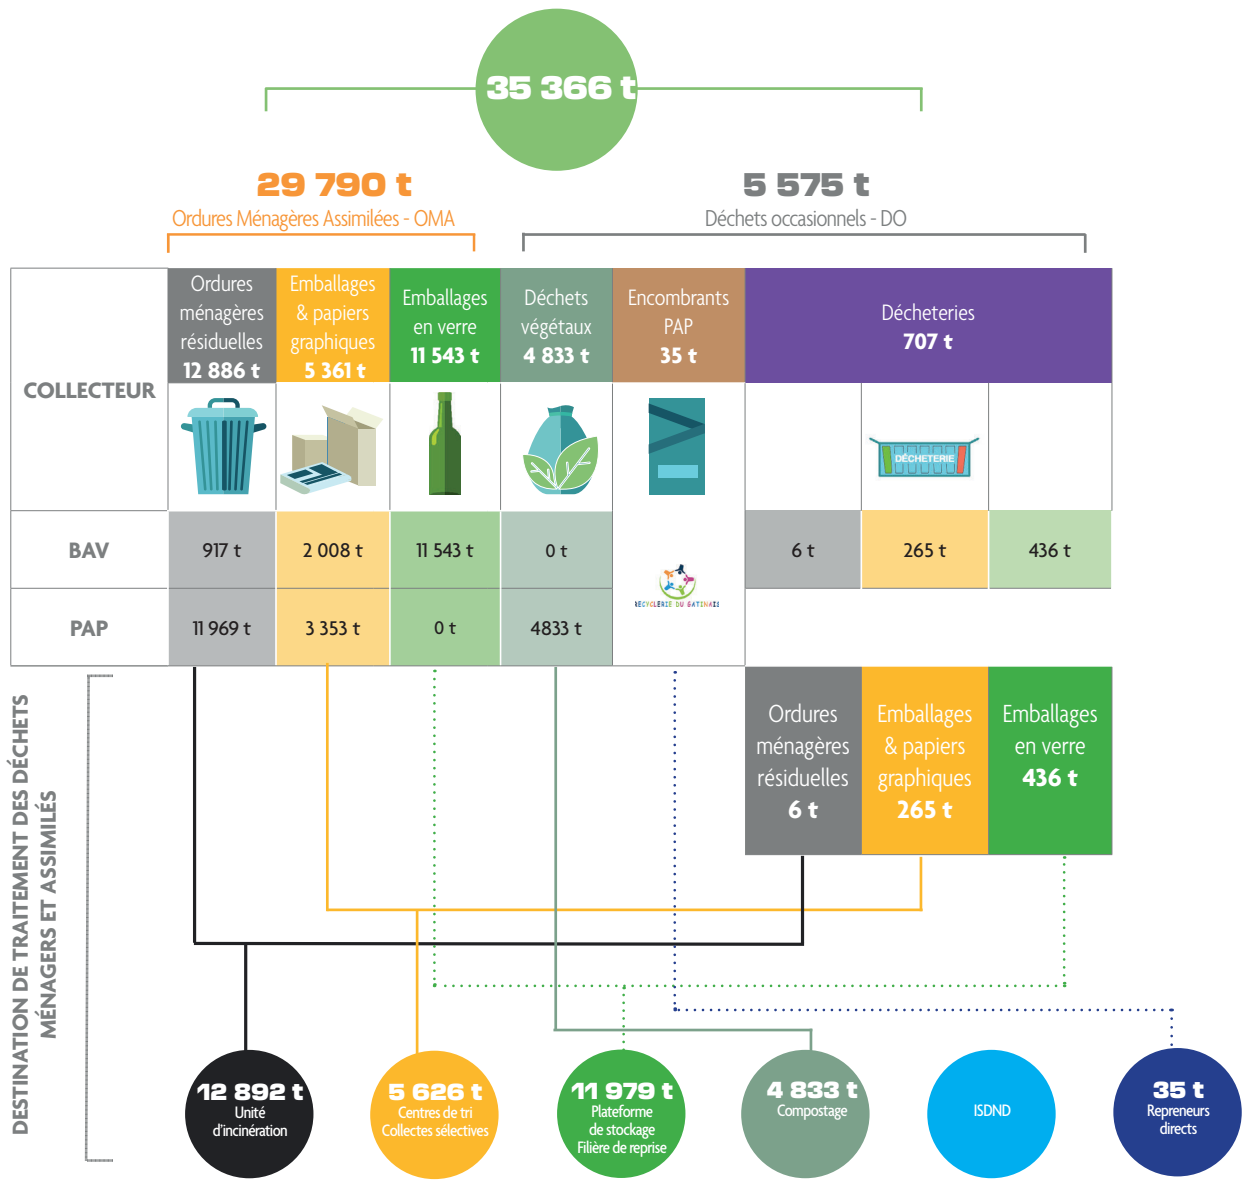 35 366 t
29 790 t
Ordures Ménagères Assimilées - OMA
5 575 t
Déchets occasionnels - DO
COLLECTEUR
Ordures
ménagères
résiduelles
12 886 t
Emballages
& papiers
graphiques
5 361 t
Emballages
en verre
11 543 t
Déchets
végétaux
4 833 t
Encombrants
PAP
35 t
Décheteries
707 t
DÉCHETERIE
BAV
917 t
2 008 t
11 543 t
0 t
6 t
265 t
436 t
RECYCLERIE DU GATINAIS
PAP
11 969 t
3 353 t
0 t
4833 t
DESTINATION DE TRAITEMENT DES DÉCHETS
MÉNAGERS ET ASSIMILÉS
Ordures
ménagères
résiduelles
6 t
Emballages
& papiers
graphiques
265 t
Emballages
en verre
436 t
12 892 t
Unité
d'incinération
5 626 t
Centres de tri
Collectes sélectives
11 979 t
Plateforme
de stockage
Filière de reprise
4 833 t
Compostage
ISDND
35 t
Repreneurs
directs